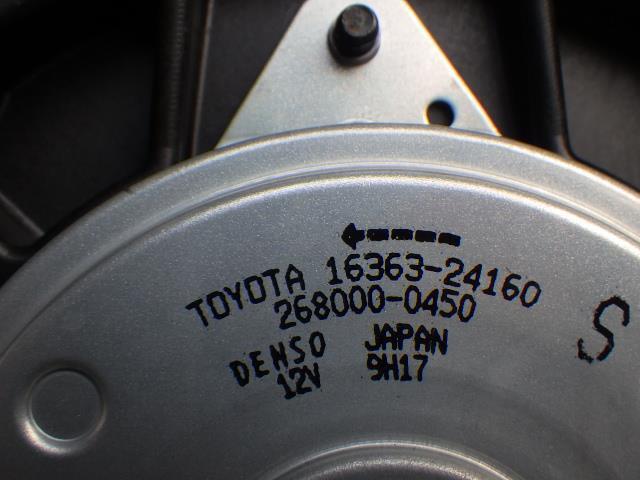 TOYOTA 16363-24160
268000-0450
DENSO JAPAN
12V 9H17
S